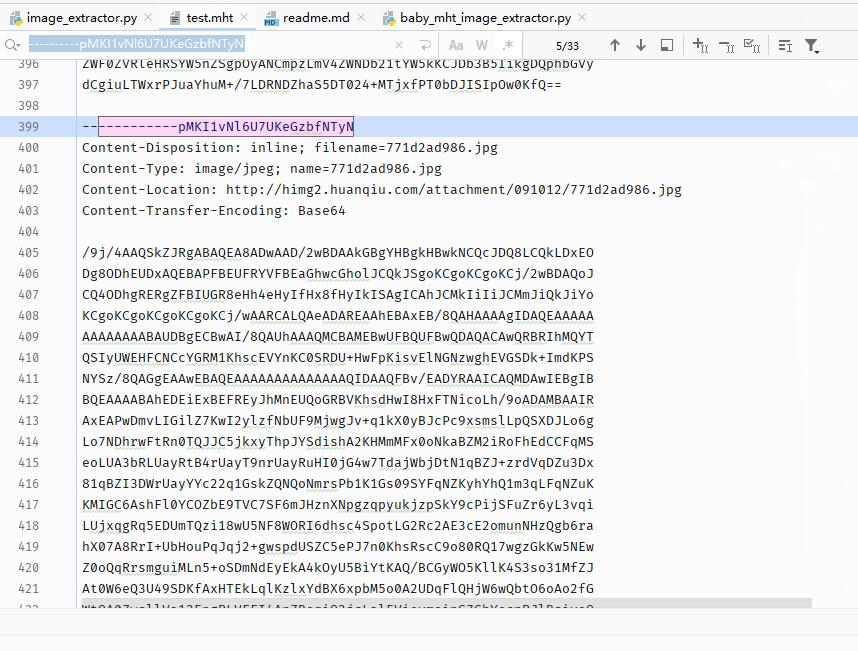 image_extractor.py
test.mht
readme.md
baby_mht_image_extractor.py
----------pMKI1vNl6U7UKeGzbfNTyN
Aa W .*
5/33
396
397 dCgiuLTWxrPJuaYhuM+/7LDRNDZhaS5DT024+MTjxfPT0bDJISIpOw0KfQ==
398
399 ------------pMKI1vNl6U7UKeGzbfNTyN
400 Content-Disposition: inline; filename=771d2ad986.jpg
401 Content-Type: image/jpeg; name=771d2ad986.jpg
402 Content-Location: http://himg2.huanqiu.com/attachment/091012/771d2ad986.jpg
403 Content-Transfer-Encoding: Base64
404
405 /9j/4AAQSkZJRgABAQEA8ADwAAD/2wBDAAkGBgYHBgkHBwkNCQcJDQ8LCQkLDxEO
406 Dg8ODhEUDxAQEBAPFBEUFRYVFBEaGhwcGholJCQkJSgoKCgoKCgoKCj/2wBDAQoJ
407 CQ4ODhgRERgZFBIUGR8eHh4eHyIfHx8fHyIkISAgICAhJCMkIiIiJCMmJiQkJiYo
408 KCgoKCgoKCgoKCgoKCj/wAARCALQAeADAREAAhEBAxEB/8QAHAAAAgIDAQEAAAAA
409 AAAAAAAAABAUDBgECBwAI/8QAUhAAAQMCBAMEBwUFBQUFBwQDAQACAwQRBRIhMQYT
410 QSIyUWEHFCNCcYGRM1KhscEVYnKC0SRDU+HwFpKisvElNGNzwghEVGSDk+ImdKPS
411 NYSz/8QAGgEAAwEBAQEAAAAAAAAAAAAAAQIDAAQFBv/EADYRAAICAQMDAwIEBgIB
412 BQEAAAABAhEDEiExBEFREyJhMnEUQoGRBVKhsdHwI8HxFTNicoLh/9oADAMBAAIR
413 AxEAPwDmvLIGilZ7KwI2ylzfNbUF9MjwgJv+q1kX0yBJcPc9xsmslLpQSXDJLo6g
414 Lo7NDhrwFtRn0TQJJC5jkxyThpJYSdishA2KHMmMFx0oNkaBZM2iRoFhEdCCFqMS
415 eoLUA3bRLUayRtB4rUayT9nrUayRuHI0jG4w7TdajWbjDtN1qBZJ+zrdVqDZu3Dx
416 81qBZI3DWrUayYYc22q1GskZQNQoNmrsPb1K1Gs09SYFqNZKyhYhQ1m3qLFqNZuK
417 KMIGC6AshFl0YCOZbE9TVC7SF6mJHznXNpgzqpyukjzpSkY9cPijSFuZr6yL3vqi
418 LUjxqgRq5EDUmTQzi18wU5NF8WORI6dhsc4SpotLG2Rc2AE3cE2omunNHzQgb6ra
419 hX07A8RrI+UbHouPqJqj2+gwspdUSZC5ePJ7n0KhsRscC9o80RQ17wgzGkKw5NEw
420 Z0oQqRrsmguiMLn5+oSDmNdEyEkA4kOyU5BiYtKAQ/BCGyWO5KllK4S3so31MfZJ
421 At0W6eQ3U49SDKfAxHTEkLqlKzlxYdBX6xpbM5o0A2UDqFlQHjW6wQbtO6oAo2fG